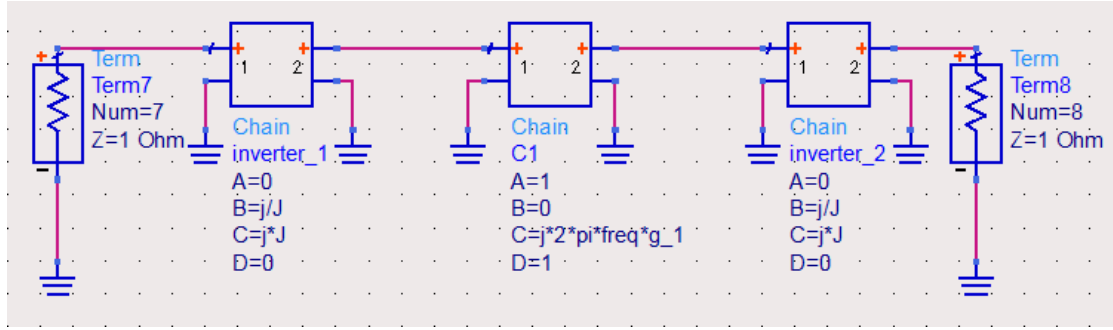 +
Term
Term7
Num=7
Z=1 Ohm
-
+
1 2
Chain
inverter_1
A=0
B=j/J
C=j*J
D=0
+
1 2
Chain
C1
A=1
B=0
C=j*2*pi*freq*g_1
D=1
+
1 2
Chain
inverter_2
A=0
B=j/J
C=j*J
D=0
+
Term
Term8
Num=8
Z=1 Ohm
-